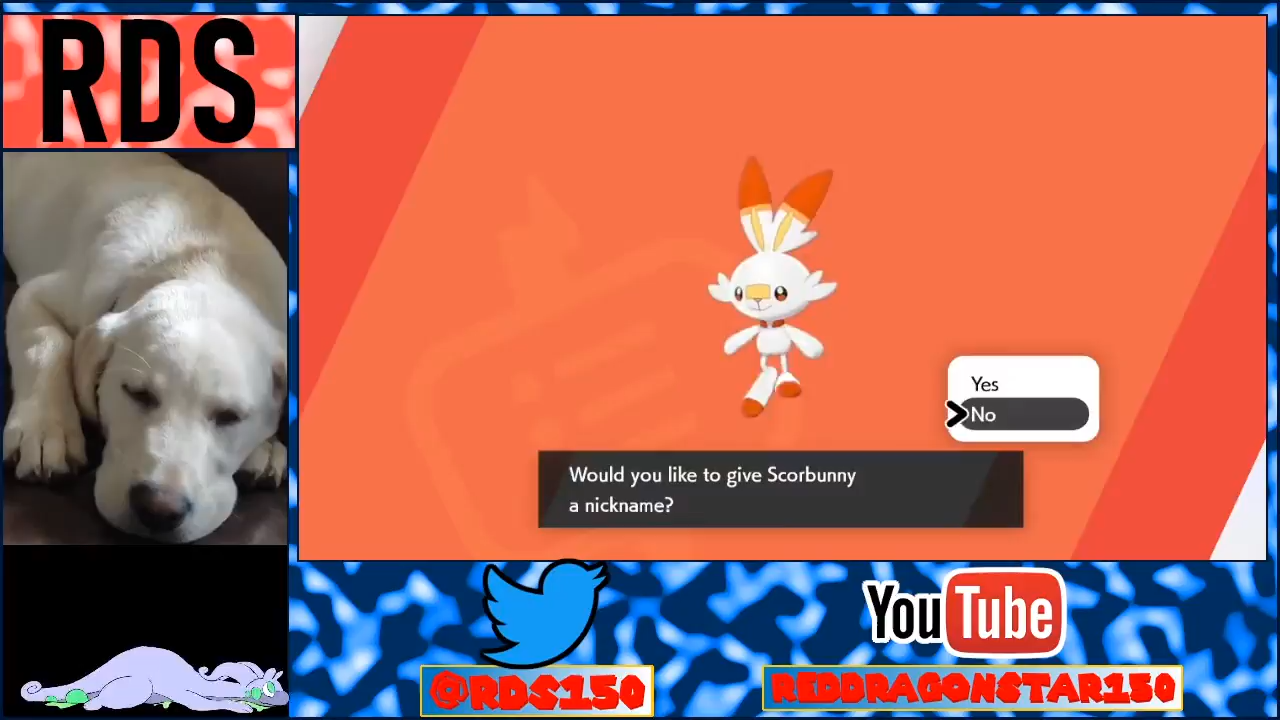 RDS
Yes
No
Would you like to give Scorbunny
a nickname?
YouTube
@RDS150
REDDRAGONSTAR150